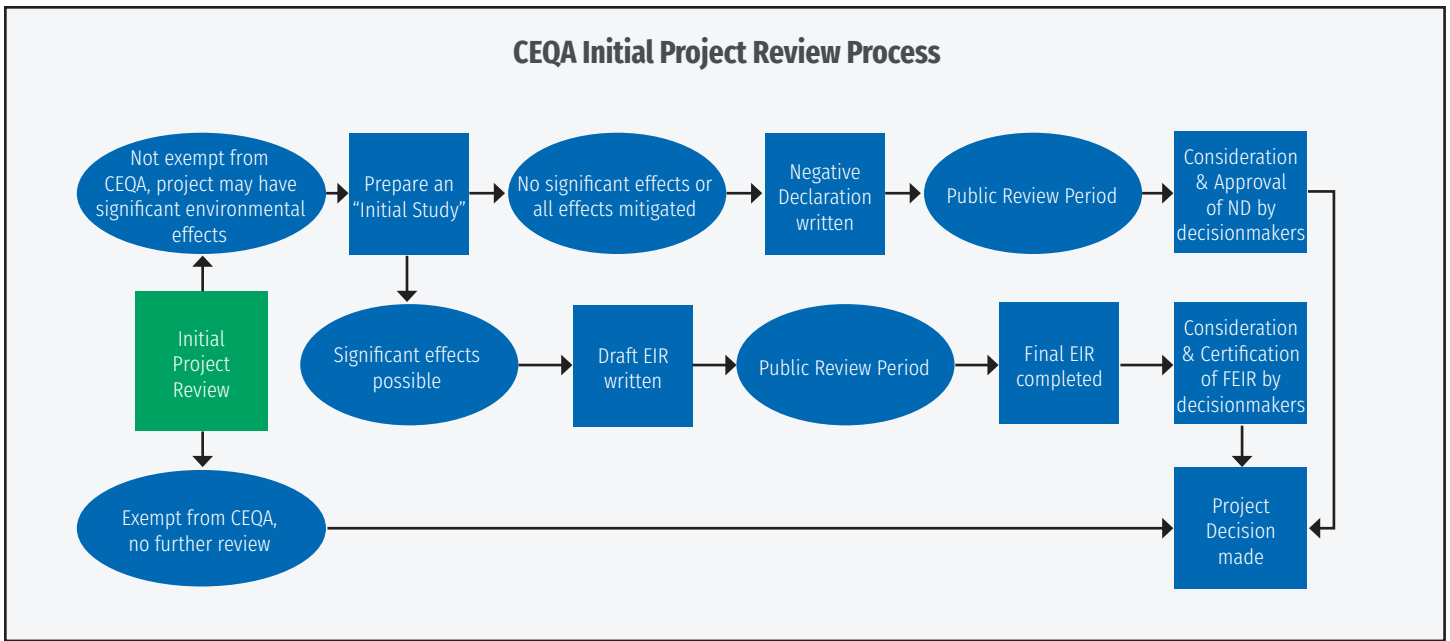 CEQA Initial Project Review Process
Not exempt from
CEQA, project may have
significant environmental
effects
Prepare an
“Initial Study”
No significant effects or
all effects mitigated
Negative
Declaration
written
Public Review Period
Consideration
& Approval
of ND by
decisionmakers
Initial
Project
Review
Significant effects
possible
Draft EIR
written
Public Review Period
Final EIR
completed
Consideration
& Certification
of FEIR by
decisionmakers
Exempt from CEQA,
no further review
Project
Decision
made